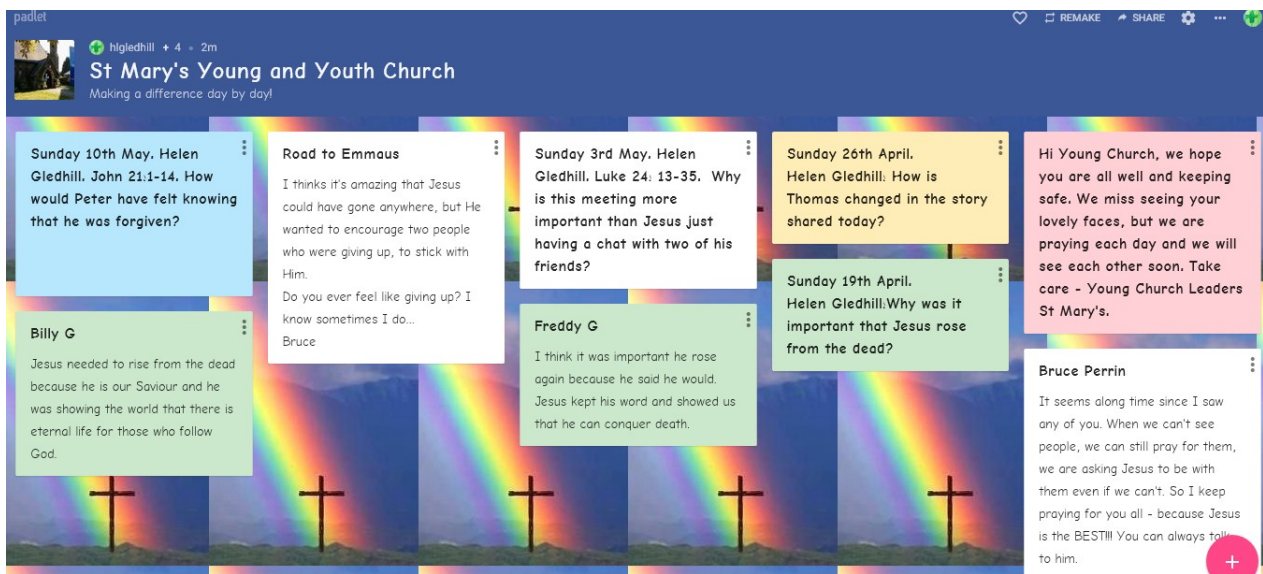 padlet
REMAKE SHARE
hlgledhill + 4 • 2m
St Mary's Young and Youth Church
Making a difference day by day!
Sunday 10th May. Helen
Gledhill. John 21:1-14. How
would Peter have felt knowing
that he was forgiven?
Billy G
Jesus needed to rise from the dead
because he is our Saviour and he
was showing the world that there is
eternal life for those who follow
God.
Road to Emmaus
I thinks it's amazing that Jesus
could have gone anywhere, but He
wanted to encourage two people
who were giving up, to stick with
Him.
Do you ever feel like giving up? I
know sometimes I do...
Bruce
Sunday 3rd May. Helen
Gledhill. Luke 24: 13-35. Why
is this meeting more
important than Jesus just
having a chat with two of his
friends?
Freddy G
I think it was important he rose
again because he said he would.
Jesus kept his word and showed us
that he can conquer death.
Sunday 26th April.
Helen Gledhill: How is
Thomas changed in the story
shared today?
Sunday 19th April.
Helen Gledhill:Why was it
important that Jesus rose
from the dead?
Hi Young Church, we hope
you are all well and keeping
safe. We miss seeing your
lovely faces, but we are
praying each day and we will
see each other soon. Take
care - Young Church Leaders
St Mary's.
Bruce Perrin
It seems along time since I saw
any of you. When we can't see
people, we can still pray for them,
we are asking Jesus to be with
them even if we can't. So I keep
praying for you all - because Jesus
is the BEST!!! You can always talk
to him.